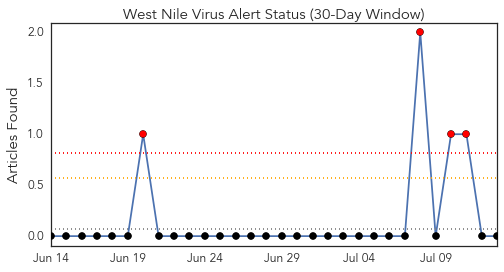 West Nile Virus Alert Status (30-Day Window)
Articles Found
2.0
1.5
1.0
0.5
0.0
Jun 14 Jun 19 Jun 24 Jun 29 Jul 04 Jul 09